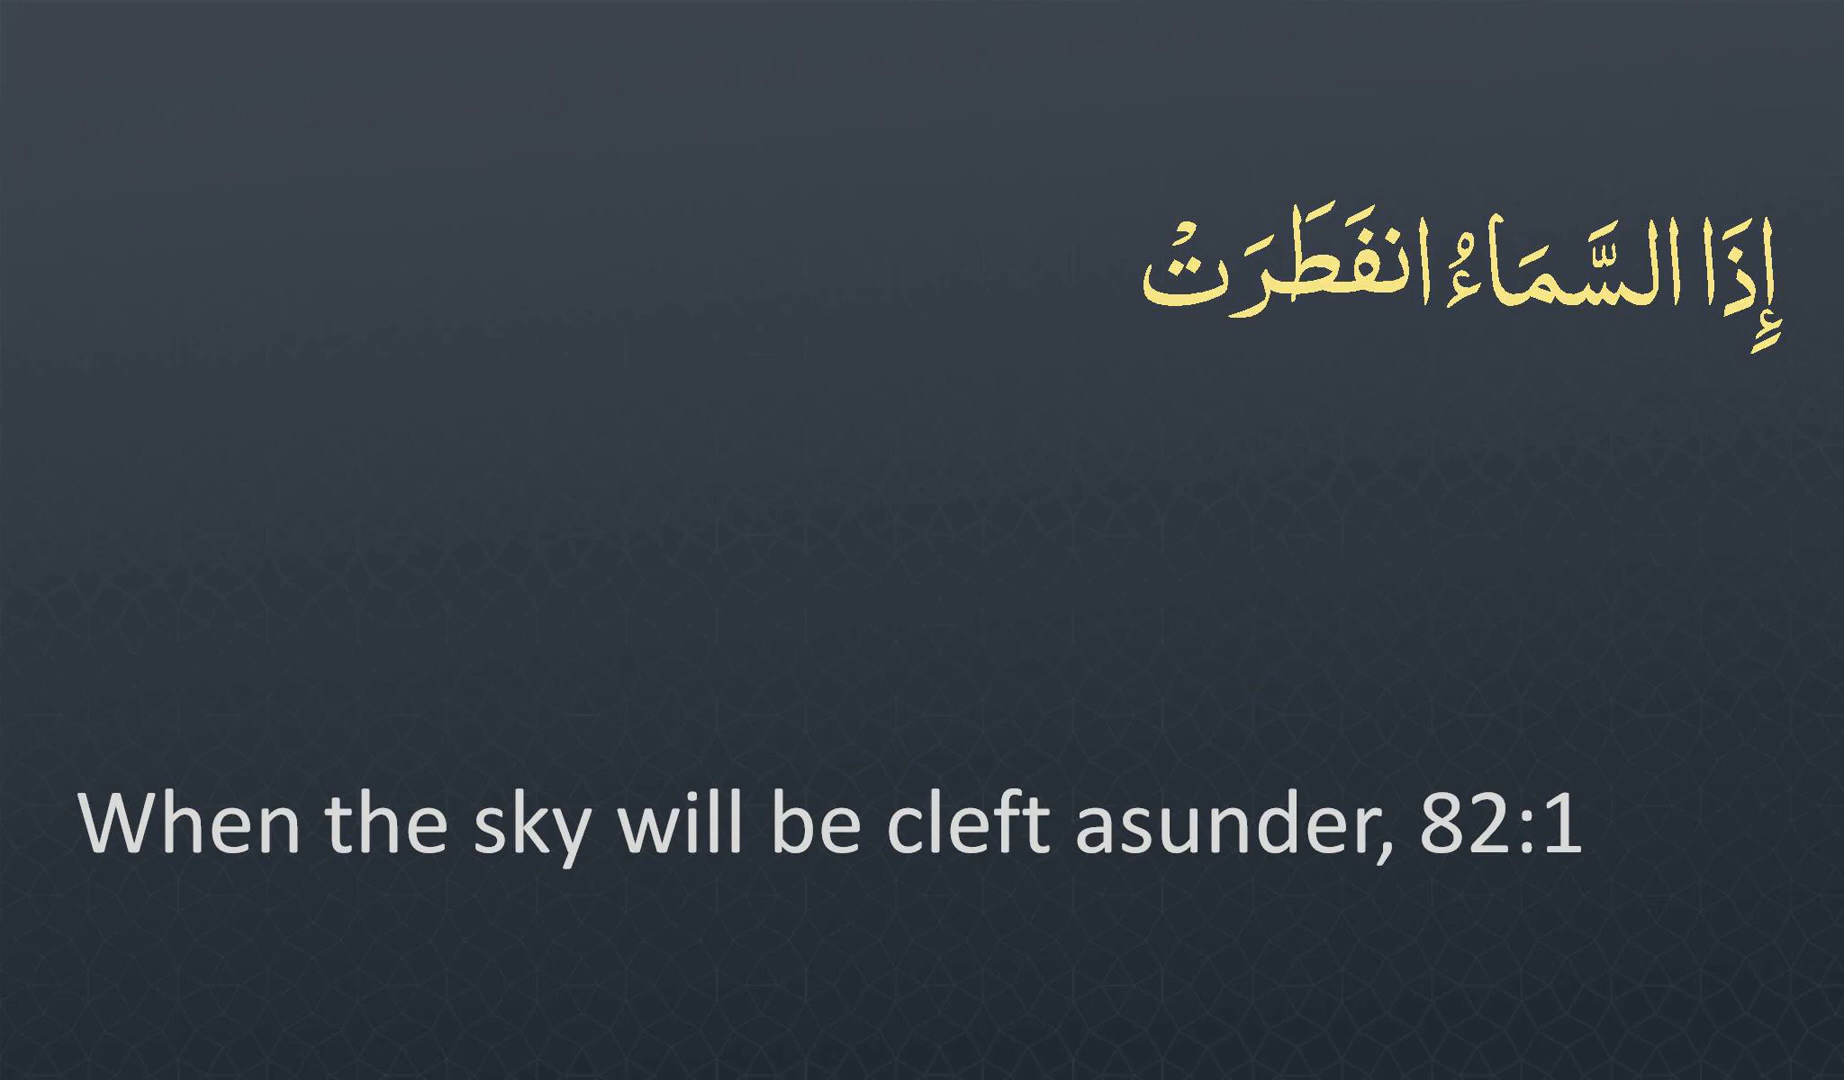 إِذَا السَّمَاءُ انفَطَرَتْ
When the sky will be cleft asunder, 82:1